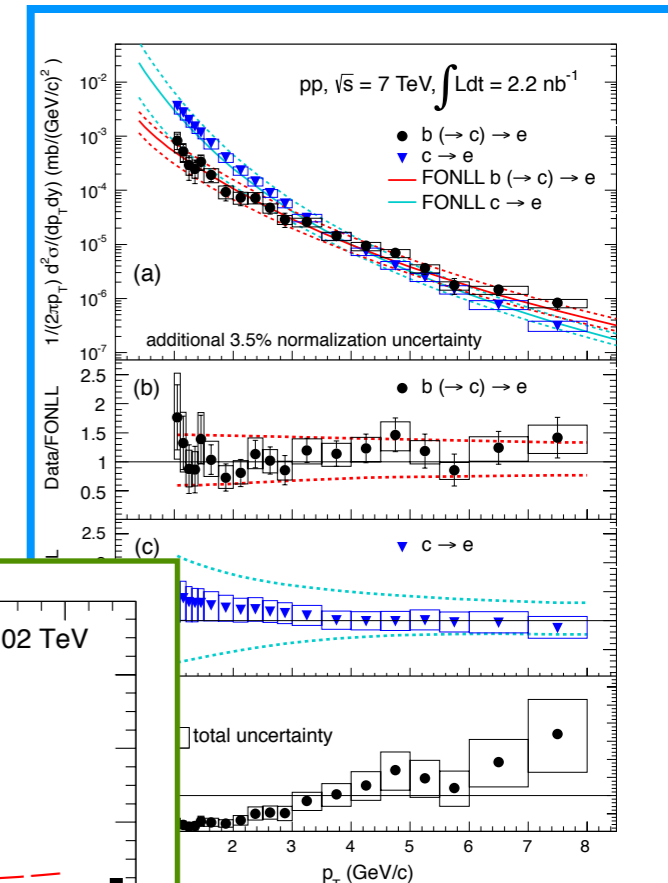 pp, √s = 7 TeV, ∫Ldt = 2.2 nb⁻¹
b (→ c) → e
c → e
FONLL b (→ c) → e
FONLL c → e
1/(2πp_T) d²σ/(dp_Tdy) (mb/(GeV/c)²)
10⁻²
10⁻³
10⁻⁴
10⁻⁵
10⁻⁶
10⁻⁷
(a)
additional 3.5% normalization uncertainty
Data/FONLL
2.5
2
1.5
1
0.5
(b)
b (→ c) → e
2.5
(c)
c → e
02 TeV
total uncertainty
2
3
4
5
6
7
8
p_T (GeV/c)